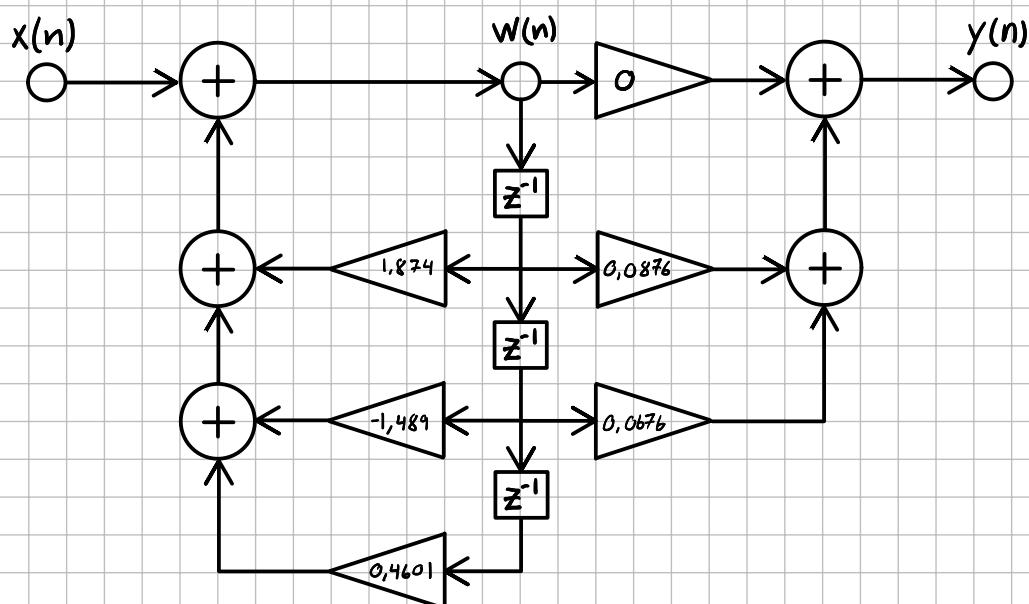 x(n)
w(n)
y(n)
+
0
+
z⁻¹
+
1,874
0,0876
+
z⁻¹
+
-1,489
0,0676
z⁻¹
0,4601